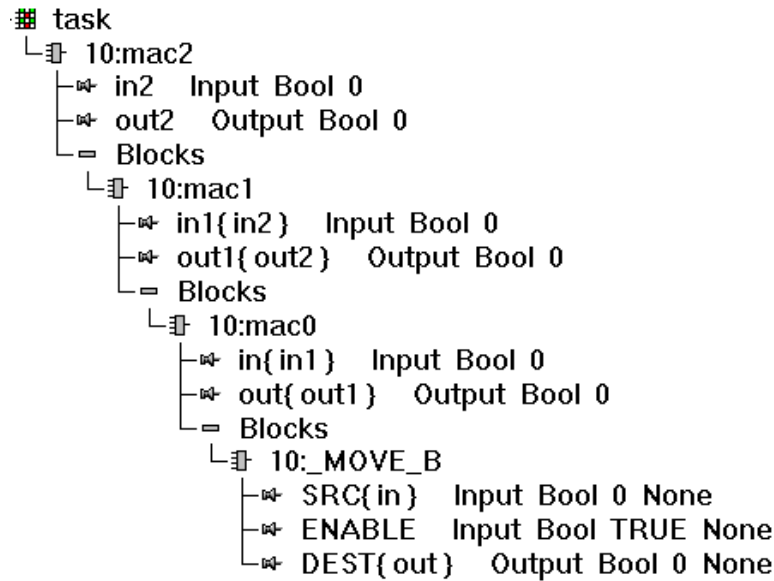 task
10:mac2
in2 Input Bool 0
out2 Output Bool 0
Blocks
10:mac1
in1{in2} Input Bool 0
out1{out2} Output Bool 0
Blocks
10:mac0
in{in1} Input Bool 0
out{out1} Output Bool 0
Blocks
10:_MOVE_B
SRC{in} Input Bool 0 None
ENABLE Input Bool TRUE None
DEST{out} Output Bool 0 None